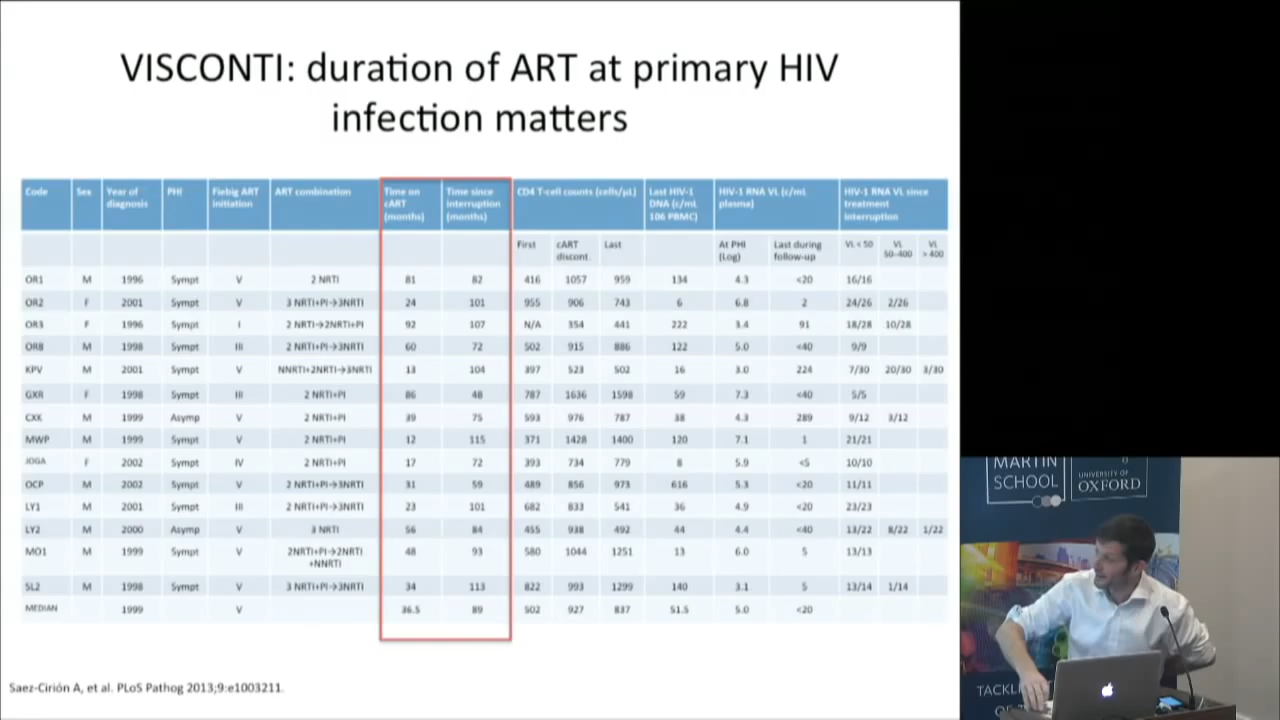 VISCONTI: duration of ART at primary HIV
infection matters
Code Sex Year of diagnosis PHI Fiebig ART initiation ART combination Time on cART (months) Time since interruption (months) CD4 T-cell counts (cells/µL) Last HIV-1 DNA (c/mL 106 PBMC) HIV-1 RNA VL (c/mL plasma) HIV-1 RNA VL since treatment interruption
First cART discont. Last At PHI (Log) Last during follow-up VL < 50 VL 50-400 VL > 400
OR1 M 1996 Sympt V 2 NRTI 81 82 416 1057 959 134 4.3 <20 16/16
OR2 F 2001 Sympt V 3 NRTI+PI→3NRTI 24 101 955 906 743 6 6.8 2 24/26 2/26
OR3 F 1996 Sympt I 2 NRTI→2NRTI+PI 92 107 N/A 354 441 222 3.4 91 18/28 10/28
OR8 M 1998 Sympt III 2 NRTI+PI→3NRTI 60 72 502 915 886 122 5.0 <40 9/9
KPV M 2001 Sympt V NNRTI+2NRTI→3NRTI 13 104 397 523 502 16 3.0 224 7/30 20/30 3/30
GXR F 1998 Sympt III 2 NRTI+PI 86 48 787 1636 1598 59 7.3 <40 5/5
CXK M 1999 Asymp V 2 NRTI+PI 39 75 593 976 787 38 4.3 289 9/12 3/12
MWP M 1999 Sympt V 2 NRTI+PI 12 115 371 1428 1400 120 7.1 1 21/21
JOGA F 2002 Sympt IV 2 NRTI+PI 17 72 393 734 779 8 5.9 <5 10/10
OCP M 2002 Sympt V 2 NRTI+PI→3NRTI 31 59 489 856 973 616 5.3 <20 11/11
LY1 M 2001 Sympt III 2 NRTI+PI→3NRTI 23 101 682 833 541 36 4.9 <20 23/23
LY2 M 2000 Asymp V 3 NRTI 56 84 455 938 492 44 4.4 <40 13/22 8/22 1/22
MO1 M 1999 Sympt V 2NRTI+PI→2NRTI +NNRTI 48 93 580 1044 1251 13 6.0 5 13/13
SL2 M 1998 Sympt V 3 NRTI+PI→3NRTI 34 113 822 993 1299 140 3.1 5 13/14 1/14
MEDIAN 1999 V 36.5 89 502 927 837 51.5 5.0 <20
Saez-Cirión A, et al. PLoS Pathog 2013;9:e1003211.
MARTIN
SCHOOL
UNIVERSITY OF
OXFORD